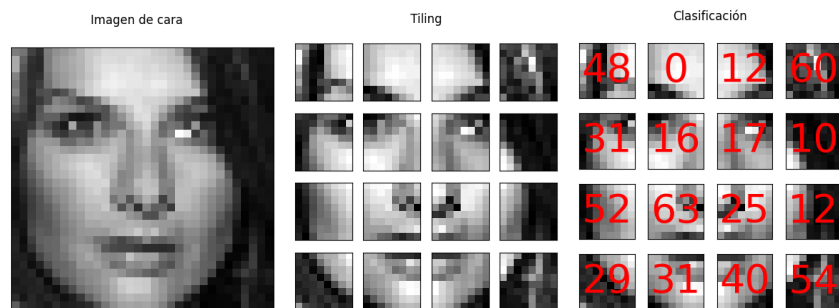 Imagen de cara
Tiling
Clasificación
48 0 12 60
31 16 17 10
52 63 25 12
29 31 40 54